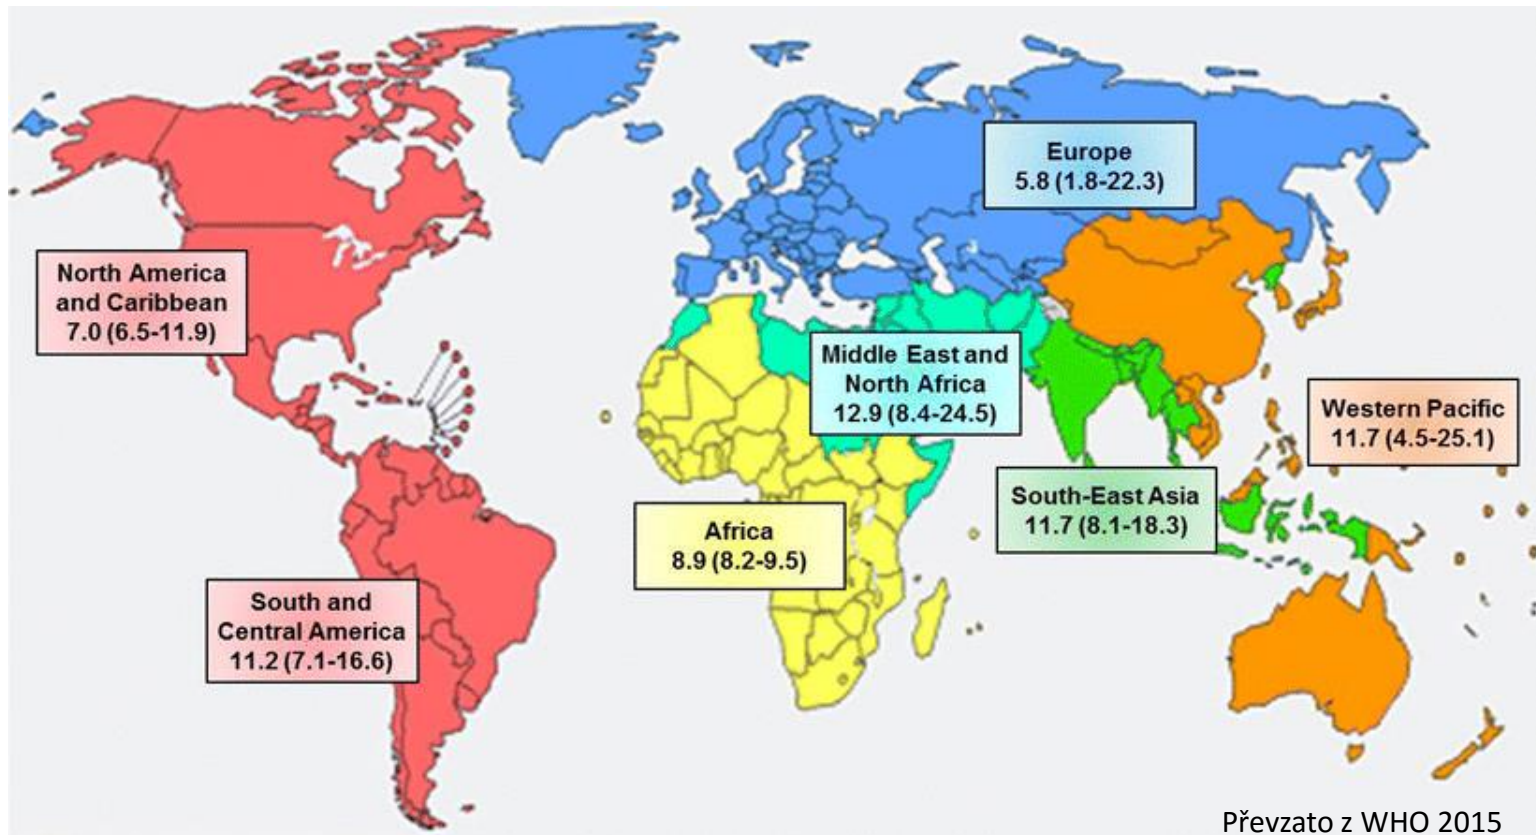 Europe
5.8 (1.8-22.3)
North America
and Caribbean
7.0 (6.5-11.9)
Middle East and
North Africa
12.9 (8.4-24.5)
Western Pacific
11.7 (4.5-25.1)
South-East Asia
11.7 (8.1-18.3)
Africa
8.9 (8.2-9.5)
South and
Central America
11.2 (7.1-16.6)
Převzato z WHO 2015